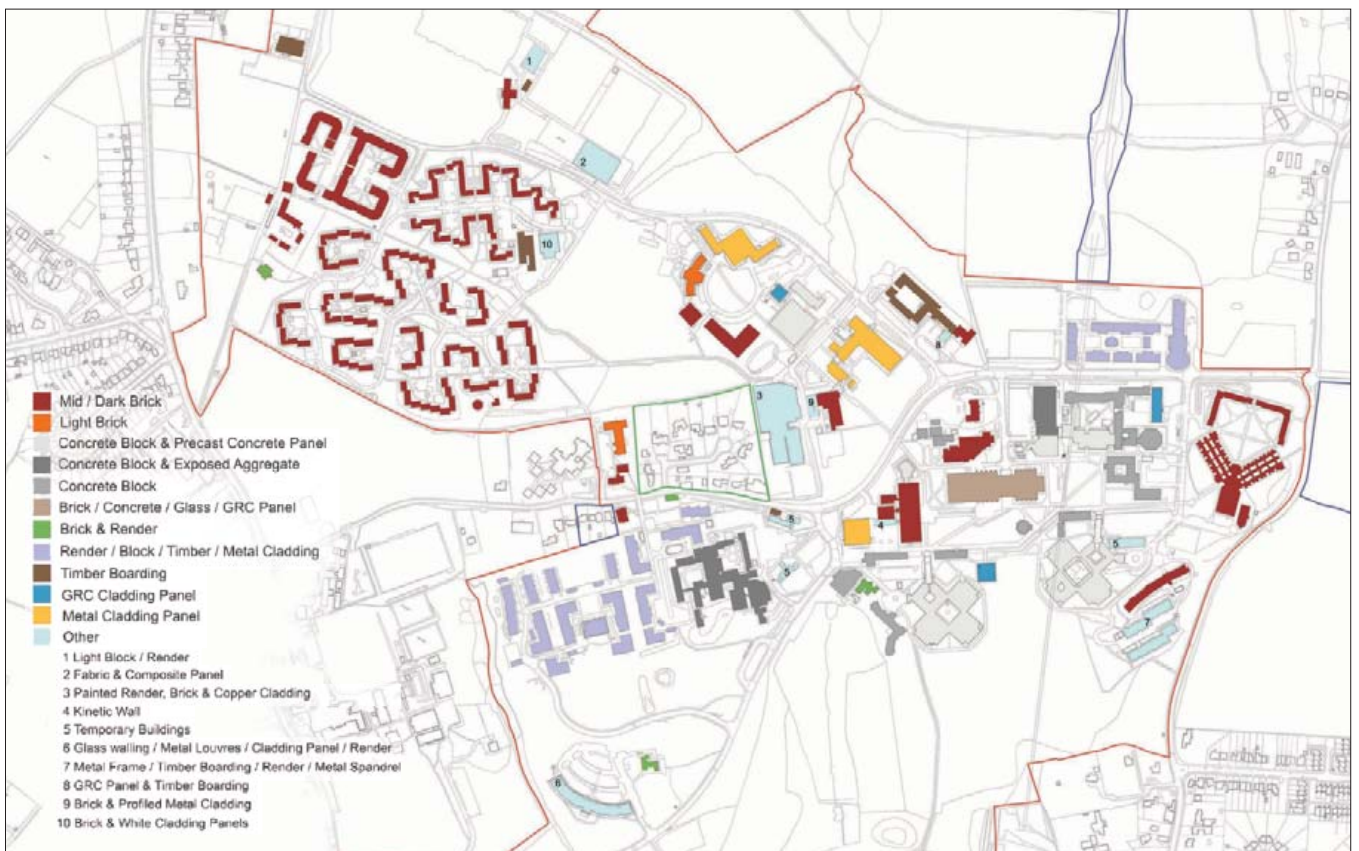 1
2
10
8
3
9
4
5
5
5
7
6
Mid / Dark Brick
Light Brick
Concrete Block & Precast Concrete Panel
Concrete Block & Exposed Aggregate
Concrete Block
Brick / Concrete / Glass / GRC Panel
Brick & Render
Render / Block / Timber / Metal Cladding
Timber Boarding
GRC Cladding Panel
Metal Cladding Panel
Other
1 Light Block / Render
2 Fabric & Composite Panel
3 Painted Render, Brick & Copper Cladding
4 Kinetic Wall
5 Temporary Buildings
6 Glass walling / Metal Louvres / Cladding Panel / Render
7 Metal Frame / Timber Boarding / Render / Metal Spandrel
8 GRC Panel & Timber Boarding
9 Brick & Profiled Metal Cladding
10 Brick & White Cladding Panels